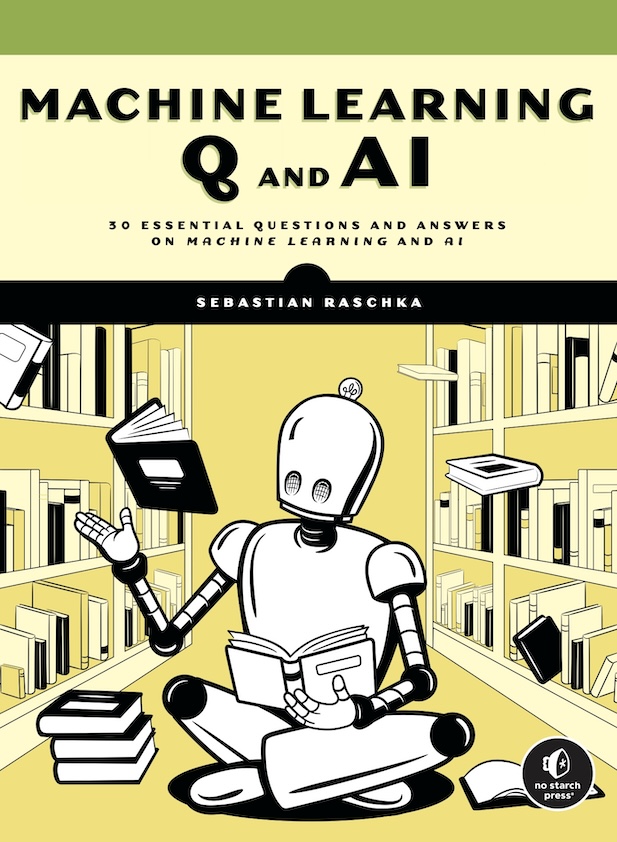 MACHINE LEARNING
Q AND AI
30 ESSENTIAL QUESTIONS AND ANSWERS
ON MACHINE LEARNING AND AI
SEBASTIAN RASCHKA
no starch
press®